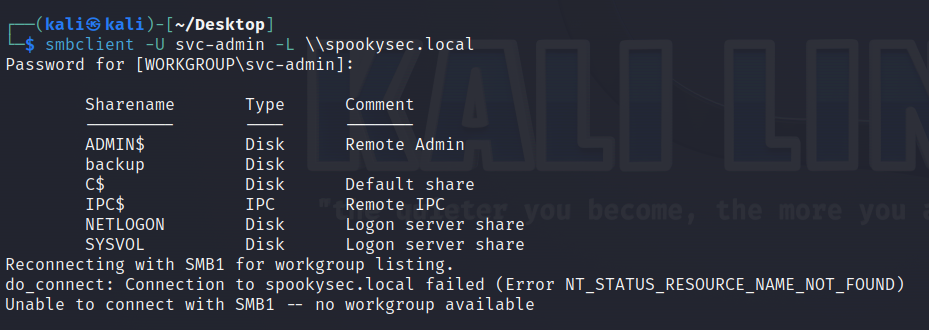 ┌──(kali㉿kali)-[~/Desktop]
└─$ smbclient -U svc-admin -L \\spookysec.local
Password for [WORKGROUP\svc-admin]:
Sharename Type Comment
--------- ---- -------
ADMIN$ Disk Remote Admin
backup Disk
C$ Disk Default share
IPC$ IPC Remote IPC
NETLOGON Disk Logon server share
SYSVOL Disk Logon server share
Reconnecting with SMB1 for workgroup listing.
do_connect: Connection to spookysec.local failed (Error NT_STATUS_RESOURCE_NAME_NOT_FOUND)
Unable to connect with SMB1 -- no workgroup available
KALI LIN
"the quieter you become, the more you a